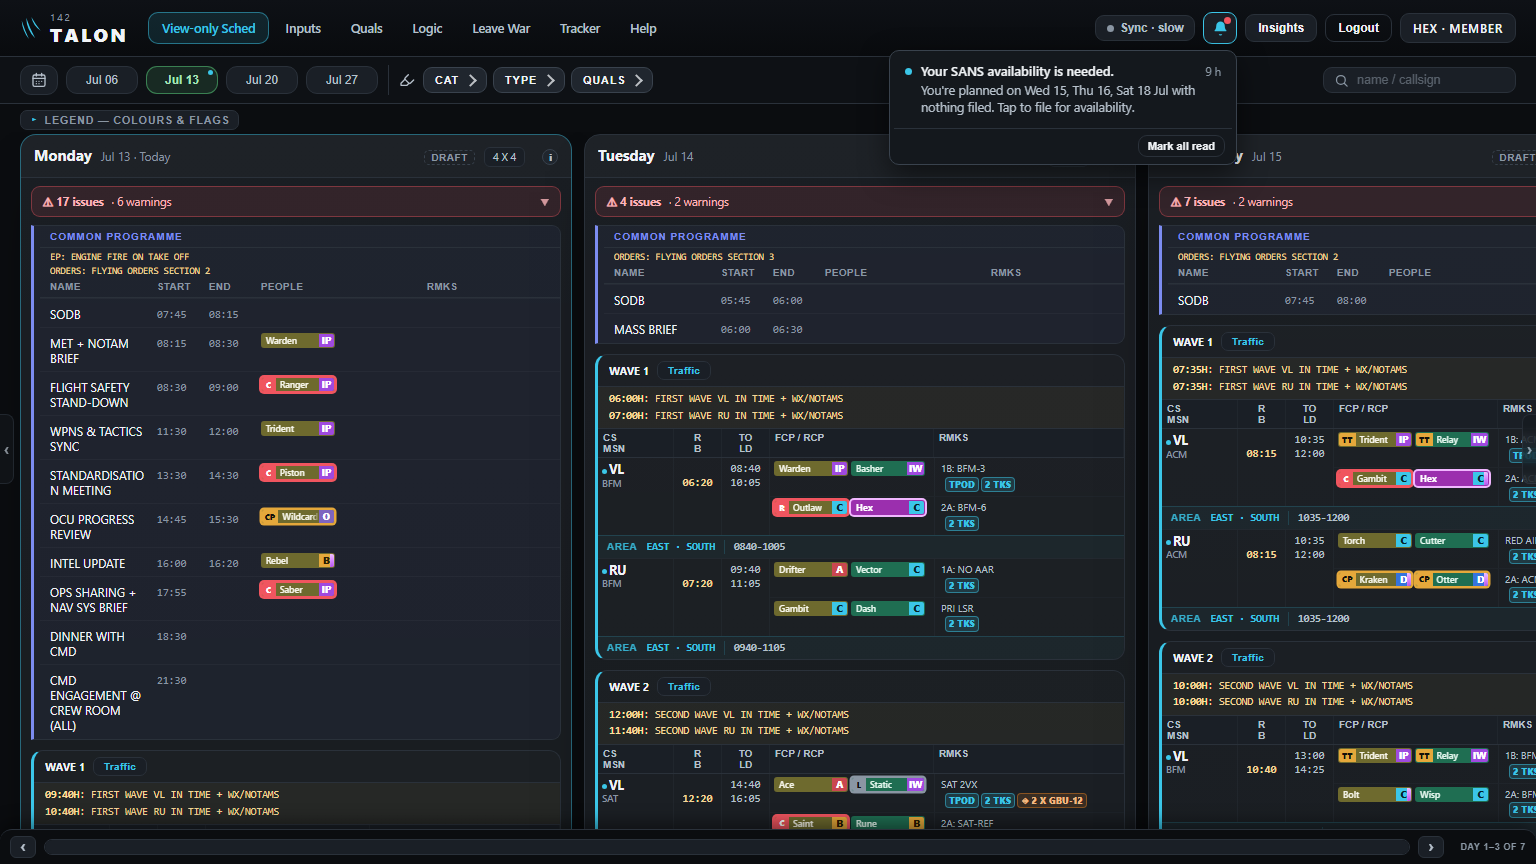 142
TALON
View-only Sched
Inputs
Quals
Logic
Leave War
Tracker
Help
Sync · slow
Insights
Logout
HEX · MEMBER
Jul 06
Jul 13
Jul 20
Jul 27
CAT
TYPE
QUALS
name / callsign
Your SANS availability is needed.
9 h
You're planned on Wed 15, Thu 16, Sat 18 Jul with
nothing filed. Tap to file for availability.
Mark all read
LEGEND — COLOURS & FLAGS
Monday Jul 13 · Today
DRAFT
4 X 4
i
17 issues · 6 warnings
COMMON PROGRAMME
EP: ENGINE FIRE ON TAKE OFF
ORDERS: FLYING ORDERS SECTION 2
NAME START END PEOPLE RMKS
SODB 07:45 08:15
MET + NOTAM
BRIEF
08:15 08:30 Warden IP
FLIGHT SAFETY
STAND-DOWN
08:30 09:00 C Ranger IP
WPNS & TACTICS
SYNC
11:30 12:00 Trident IP
STANDARDISATIO
N MEETING
13:30 14:30 C Piston IP
OCU PROGRESS
REVIEW
14:45 15:30 CP Wildcard O
INTEL UPDATE 16:00 16:20 Rebel B
OPS SHARING +
NAV SYS BRIEF
17:55 C Saber IP
DINNER WITH
CMD
18:30
CMD
ENGAGEMENT @
CREW ROOM
(ALL)
21:30
WAVE 1 Traffic
09:40H: FIRST WAVE VL IN TIME + WX/NOTAMS
10:40H: FIRST WAVE RU IN TIME + WX/NOTAMS
Tuesday Jul 14
4 issues · 2 warnings
COMMON PROGRAMME
ORDERS: FLYING ORDERS SECTION 3
NAME START END PEOPLE RMKS
SODB 05:45 06:00
MASS BRIEF 06:00 06:30
WAVE 1 Traffic
06:00H: FIRST WAVE VL IN TIME + WX/NOTAMS
07:00H: FIRST WAVE RU IN TIME + WX/NOTAMS
CS R TO FCP / RCP RMKS
MSN B LD
VL 08:40 Warden IP Basher IW 1B: BFM-3
BFM 06:20 10:05 TPOD 2 TKS
R Outlaw C Hex C 2A: BFM-6
2 TKS
AREA EAST · SOUTH 0840-1005
RU 09:40 Drifter A Vector C 1A: NO AAR
BFM 07:20 11:05 2 TKS
Gambit C Dash C PRI LSR
2 TKS
AREA EAST · SOUTH 0940-1105
WAVE 2 Traffic
12:00H: SECOND WAVE VL IN TIME + WX/NOTAMS
11:40H: SECOND WAVE RU IN TIME + WX/NOTAMS
CS R TO FCP / RCP RMKS
MSN B LD
VL 14:40 Ace A L Static IW SAT 2VX
SAT 12:20 16:05 TPOD 2 TKS 2 X GBU-12
C Saint B Rune B 2A: SAT-REF
y Jul 15
DRAFT
7 issues · 2 warnings
COMMON PROGRAMME
ORDERS: FLYING ORDERS SECTION 2
NAME START END PEOPLE
SODB 07:45 08:00
WAVE 1 Traffic
07:35H: FIRST WAVE VL IN TIME + WX/NOTAMS
07:35H: FIRST WAVE RU IN TIME + WX/NOTAMS
CS R TO FCP / RCP RMKS
MSN B LD
VL 10:35 TT Trident IP TT Relay IW 1B:
ACM 08:15 12:00
C Gambit C Hex C 2A:
2 TK
AREA EAST · SOUTH 1035-1200
RU 10:35 Torch C Cutter C RED AI
ACM 08:15 12:00 2 TKS
CP Kraken D CP Otter D 2A: ACM
2 TKS
AREA EAST · SOUTH 1035-1200
WAVE 2 Traffic
10:00H: SECOND WAVE VL IN TIME + WX/NOTAMS
10:00H: SECOND WAVE RU IN TIME + WX/NOTAMS
CS R TO FCP / RCP RMKS
MSN B LD
VL 13:00 TT Trident IP TT Relay IW 1B: BFM
BFM 10:40 14:25 2 TKS
Bolt C Wisp C 2A: BFM
2 TKS
DAY 1–3 OF 7